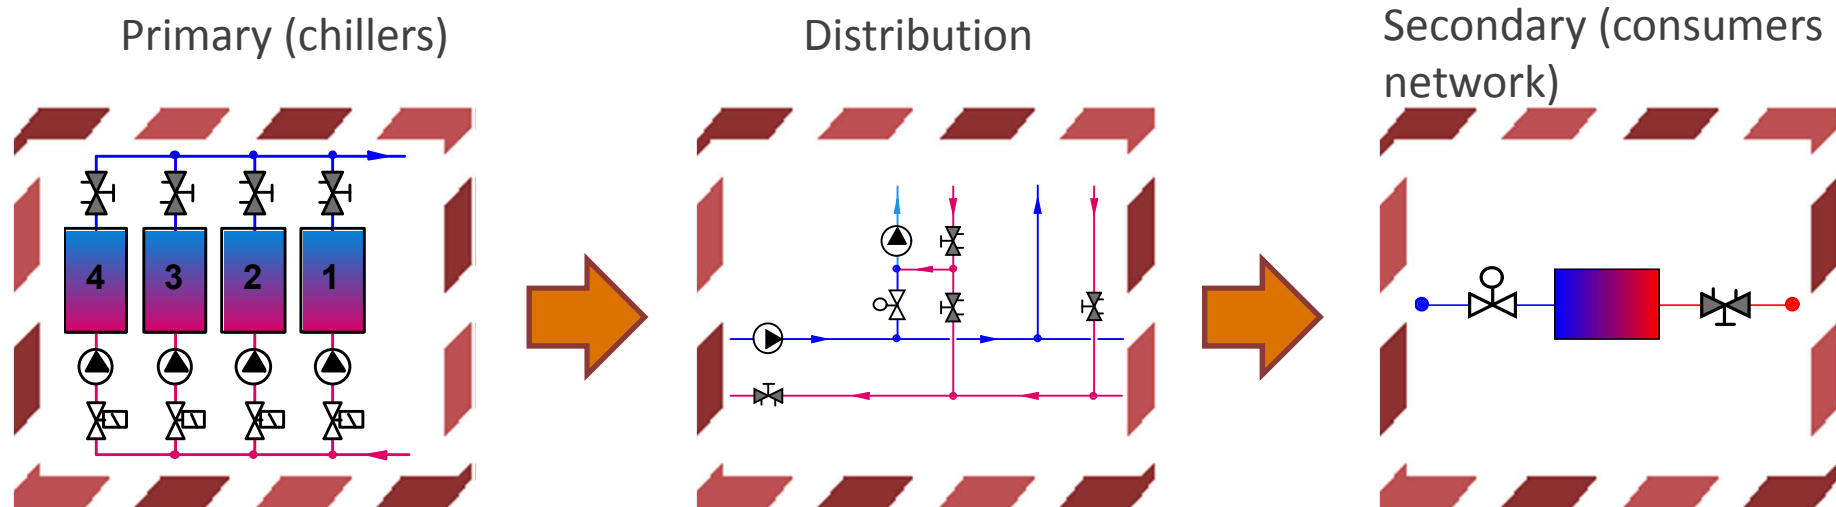 Primary (chillers)
Distribution
Secondary (consumers
network)
4
3
2
1